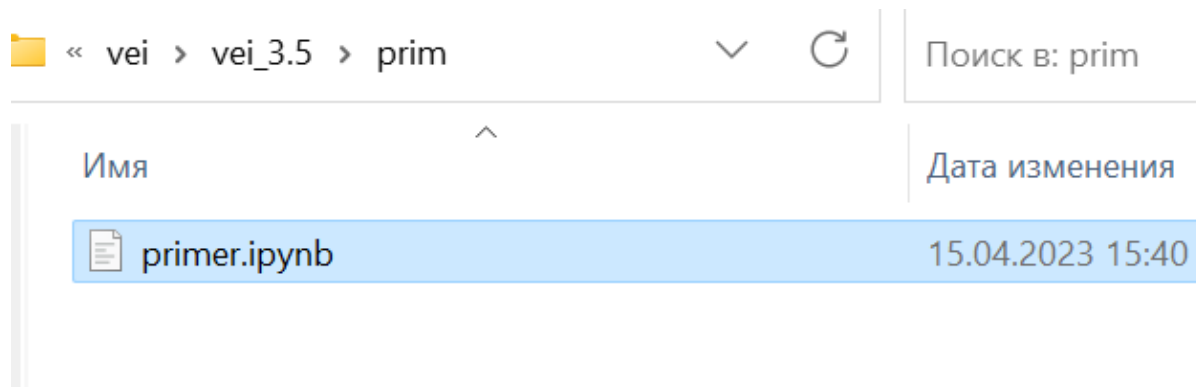 « vei > vei_3.5 > prim
Поиск в: prim
Имя
Дата изменения
primer.ipynb
15.04.2023 15:40